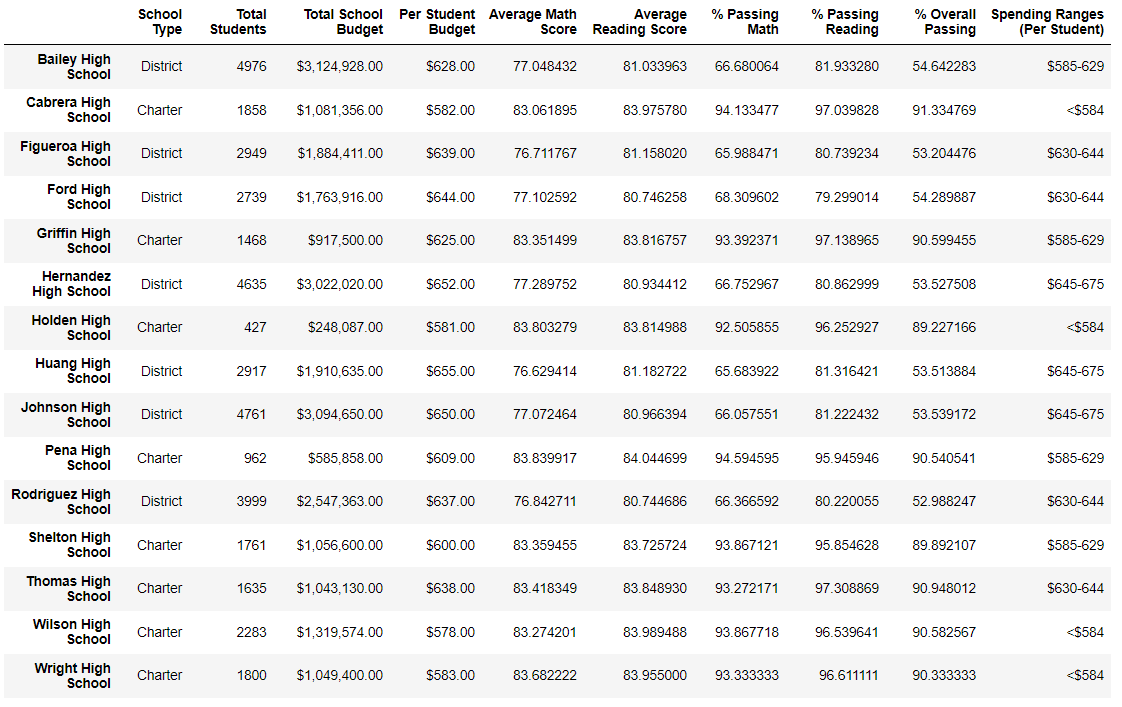 School Type Total Students Total School Budget Per Student Budget Average Math Score Average Reading Score % Passing Math % Passing Reading % Overall Passing Spending Ranges (Per Student)
Bailey High School District 4976 $3,124,928.00 $628.00 77.048432 81.033963 66.680064 81.933280 54.642283 $585-629
Cabrera High School Charter 1858 $1,081,356.00 $582.00 83.061895 83.975780 94.133477 97.039828 91.334769 <$584
Figueroa High School District 2949 $1,884,411.00 $639.00 76.711767 81.158020 65.988471 80.739234 53.204476 $630-644
Ford High School District 2739 $1,763,916.00 $644.00 77.102592 80.746258 68.309602 79.299014 54.289887 $630-644
Griffin High School Charter 1468 $917,500.00 $625.00 83.351499 83.816757 93.392371 97.138965 90.599455 $585-629
Hernandez High School District 4635 $3,022,020.00 $652.00 77.289752 80.934412 66.752967 80.862999 53.527508 $645-675
Holden High School Charter 427 $248,087.00 $581.00 83.803279 83.814988 92.505855 96.252927 89.227166 <$584
Huang High School District 2917 $1,910,635.00 $655.00 76.629414 81.182722 65.683922 81.316421 53.513884 $645-675
Johnson High School District 4761 $3,094,650.00 $650.00 77.072464 80.966394 66.057551 81.222432 53.539172 $645-675
Pena High School Charter 962 $585,858.00 $609.00 83.839917 84.044699 94.594595 95.945946 90.540541 $585-629
Rodriguez High School District 3999 $2,547,363.00 $637.00 76.842711 80.744686 66.366592 80.220055 52.988247 $630-644
Shelton High School Charter 1761 $1,056,600.00 $600.00 83.359455 83.725724 93.867121 95.854628 89.892107 $585-629
Thomas High School Charter 1635 $1,043,130.00 $638.00 83.418349 83.848930 93.272171 97.308869 90.948012 $630-644
Wilson High School Charter 2283 $1,319,574.00 $578.00 83.274201 83.989488 93.867718 96.539641 90.582567 <$584
Wright High School Charter 1800 $1,049,400.00 $583.00 83.682222 83.955000 93.333333 96.611111 90.333333 <$584